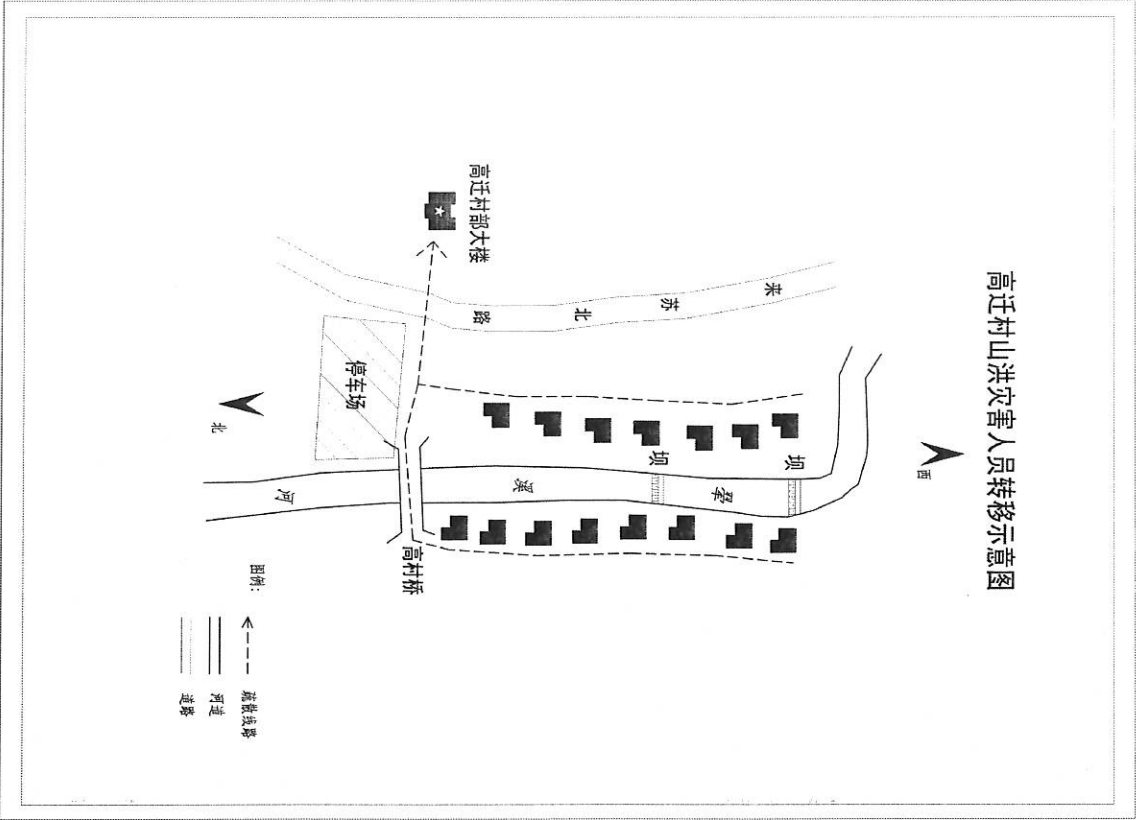 高迁村山洪灾害人员转移示意图
西
来苏北路
坝
坝
溪河
高迁村部大楼
高村桥
停车场
北
图例:
疏散线路
河道
道路